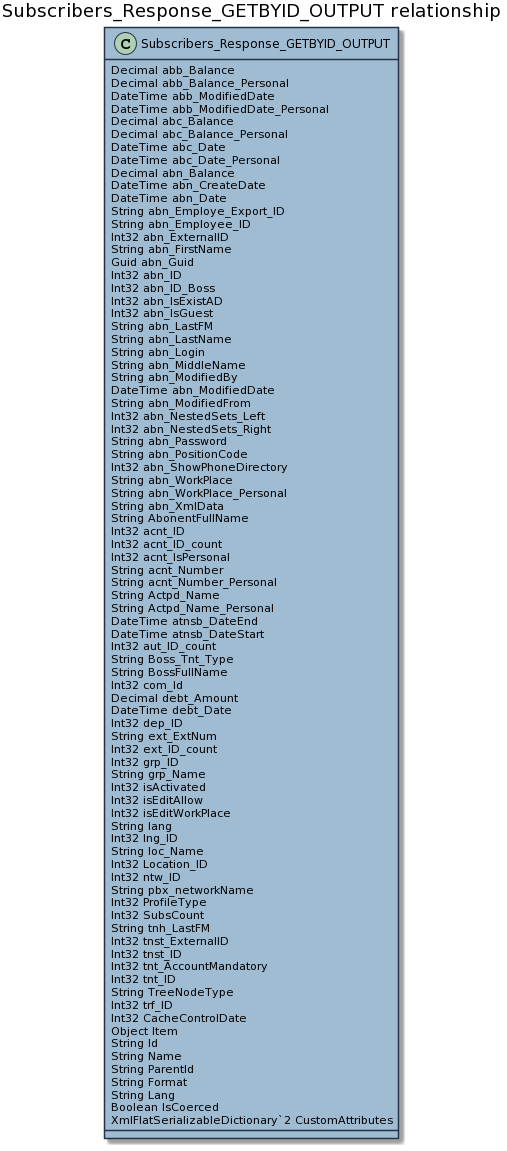 Subscribers_Response_GETBYID_OUTPUT relationship
C Subscribers_Response_GETBYID_OUTPUT
Decimal abb_Balance
Decimal abb_Balance_Personal
DateTime abb_ModifiedDate
DateTime abb_ModifiedDate_Personal
Decimal abc_Balance
Decimal abc_Balance_Personal
DateTime abc_Date
DateTime abc_Date_Personal
Decimal abn_Balance
DateTime abn_CreateDate
DateTime abn_Date
String abn_Employe_Export_ID
String abn_Employee_ID
Int32 abn_ExternalID
String abn_FirstName
Guid abn_Guid
Int32 abn_ID
Int32 abn_ID_Boss
Int32 abn_IsExistAD
Int32 abn_IsGuest
String abn_LastFM
String abn_LastName
String abn_Login
String abn_MiddleName
String abn_ModifiedBy
DateTime abn_ModifiedDate
String abn_ModifiedFrom
Int32 abn_NestedSets_Left
Int32 abn_NestedSets_Right
String abn_Password
String abn_PositionCode
Int32 abn_ShowPhoneDirectory
String abn_WorkPlace
String abn_WorkPlace_Personal
String abn_XmlData
String AbonentFullName
Int32 acnt_ID
Int32 acnt_ID_count
Int32 acnt_IsPersonal
String acnt_Number
String acnt_Number_Personal
String Actpd_Name
String Actpd_Name_Personal
DateTime atnsb_DateEnd
DateTime atnsb_DateStart
Int32 aut_ID_count
String Boss_Tnt_Type
String BossFullName
Int32 com_Id
Decimal debt_Amount
DateTime debt_Date
Int32 dep_ID
String ext_ExtNum
Int32 ext_ID_count
Int32 grp_ID
String grp_Name
Int32 isActivated
Int32 isEditAllow
Int32 isEditWorkPlace
String lang
Int32 lng_ID
String loc_Name
Int32 Location_ID
Int32 ntw_ID
String pbx_networkName
Int32 ProfileType
Int32 SubsCount
String tnh_LastFM
Int32 tnst_ExternalID
Int32 tnst_ID
Int32 tnt_AccountMandatory
Int32 tnt_ID
String TreeNodeType
Int32 trf_ID
Int32 CacheControlDate
Object Item
String Id
String Name
String ParentId
String Format
String Lang
Boolean IsCoerced
XmlFlatSerializableDictionary`2 CustomAttributes